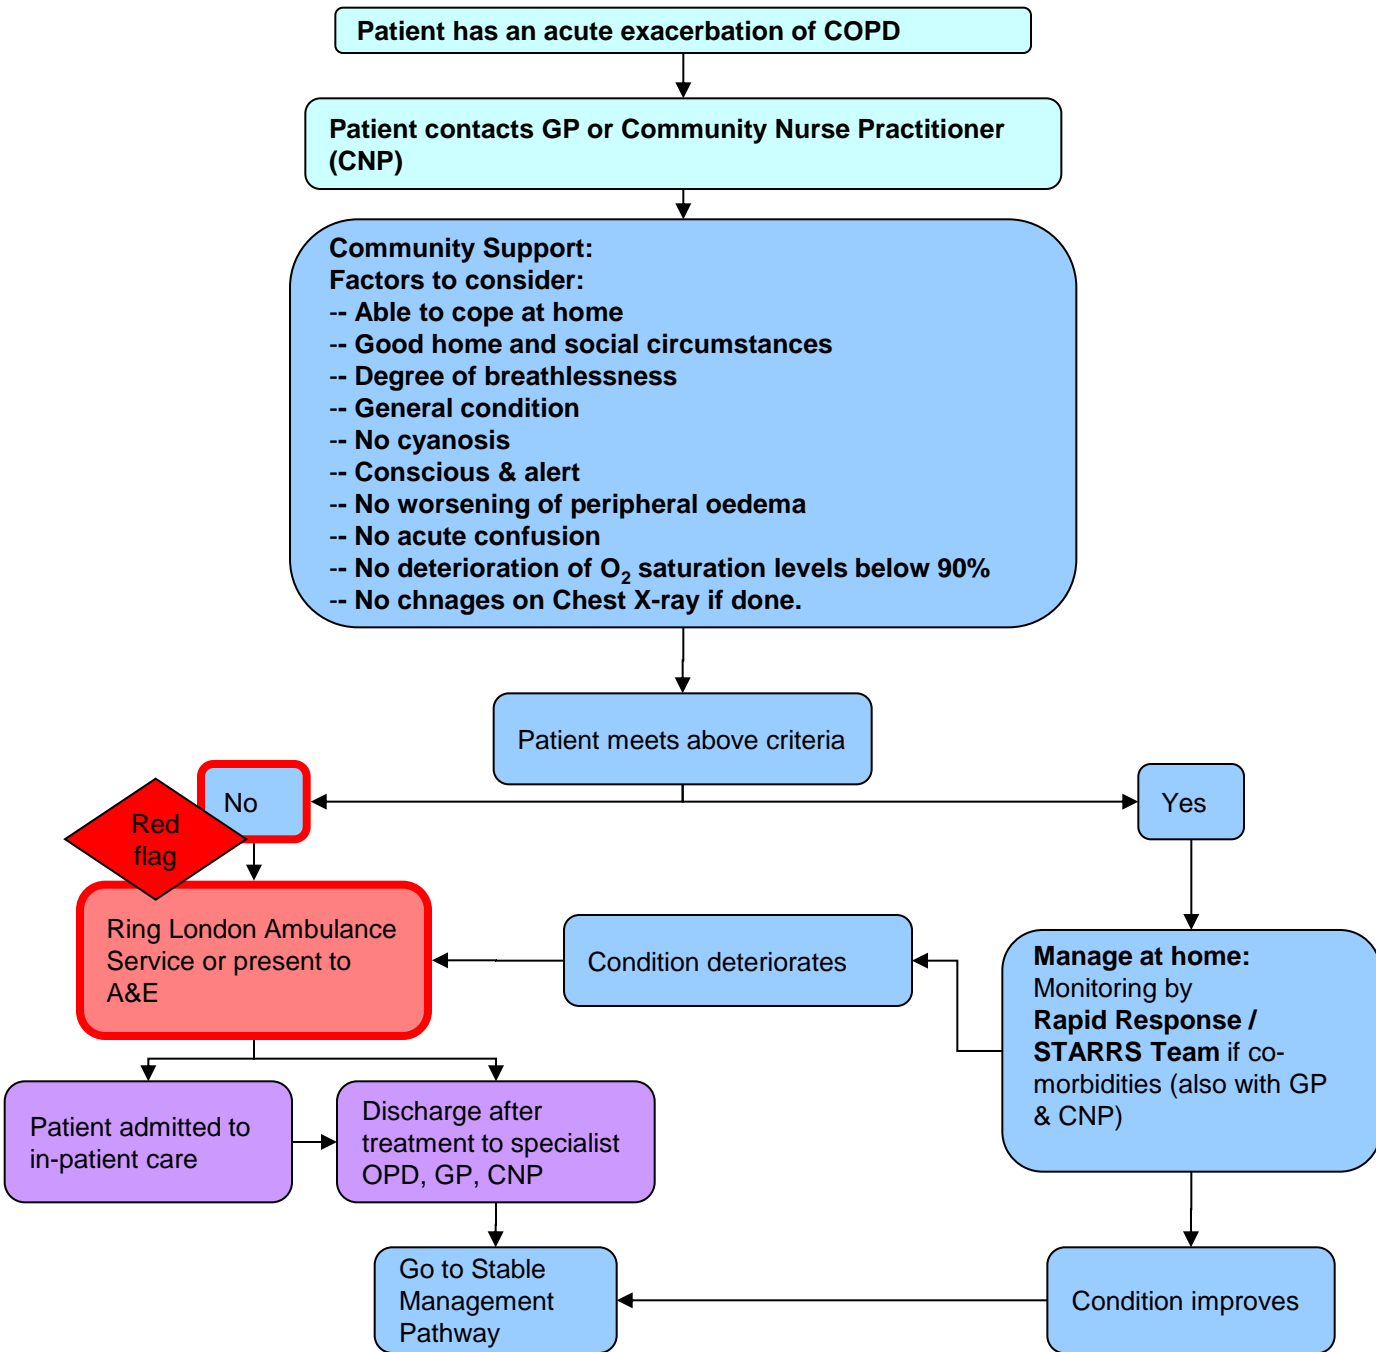 Patient has an acute exacerbation of COPD
Patient contacts GP or Community Nurse Practitioner
(CNP)
Community Support:
Factors to consider:
-- Able to cope at home
-- Good home and social circumstances
-- Degree of breathlessness
-- General condition
-- No cyanosis
-- Conscious & alert
-- No worsening of peripheral oedema
-- No acute confusion
-- No deterioration of O2 saturation levels below 90%
-- No chnages on Chest X-ray if done.
Patient meets above criteria
No
Yes
Red
flag
Ring London Ambulance
Service or present to
A&E
Condition deteriorates
Manage at home:
Monitoring by
Rapid Response /
STARRS Team if co-
morbidities (also with GP
& CNP)
Patient admitted to
in-patient care
Discharge after
treatment to specialist
OPD, GP, CNP
Go to Stable
Management
Pathway
Condition improves